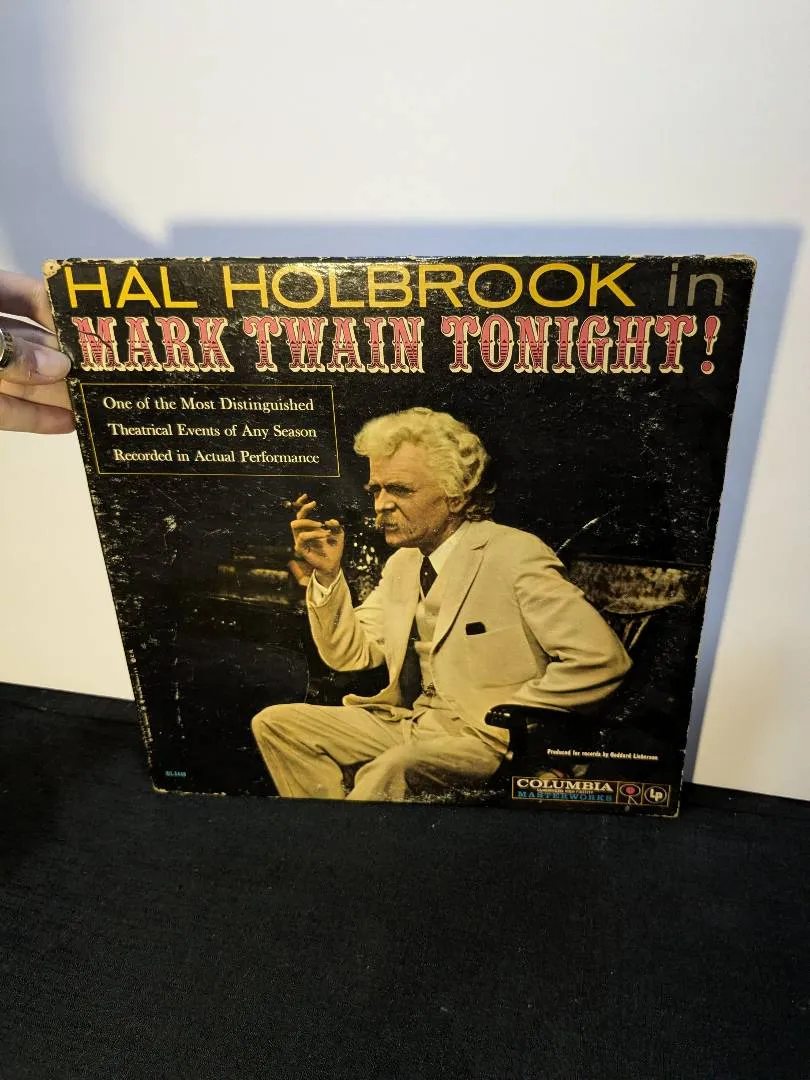 HAL HOLBROOK in
MARK TWAIN TONIGHT!
One of the Most Distinguished
Theatrical Events of Any Season
Recorded in Actual Performance
Produced for records by Goddard Lieberson
COLUMBIA
MASTERWORKS
LP